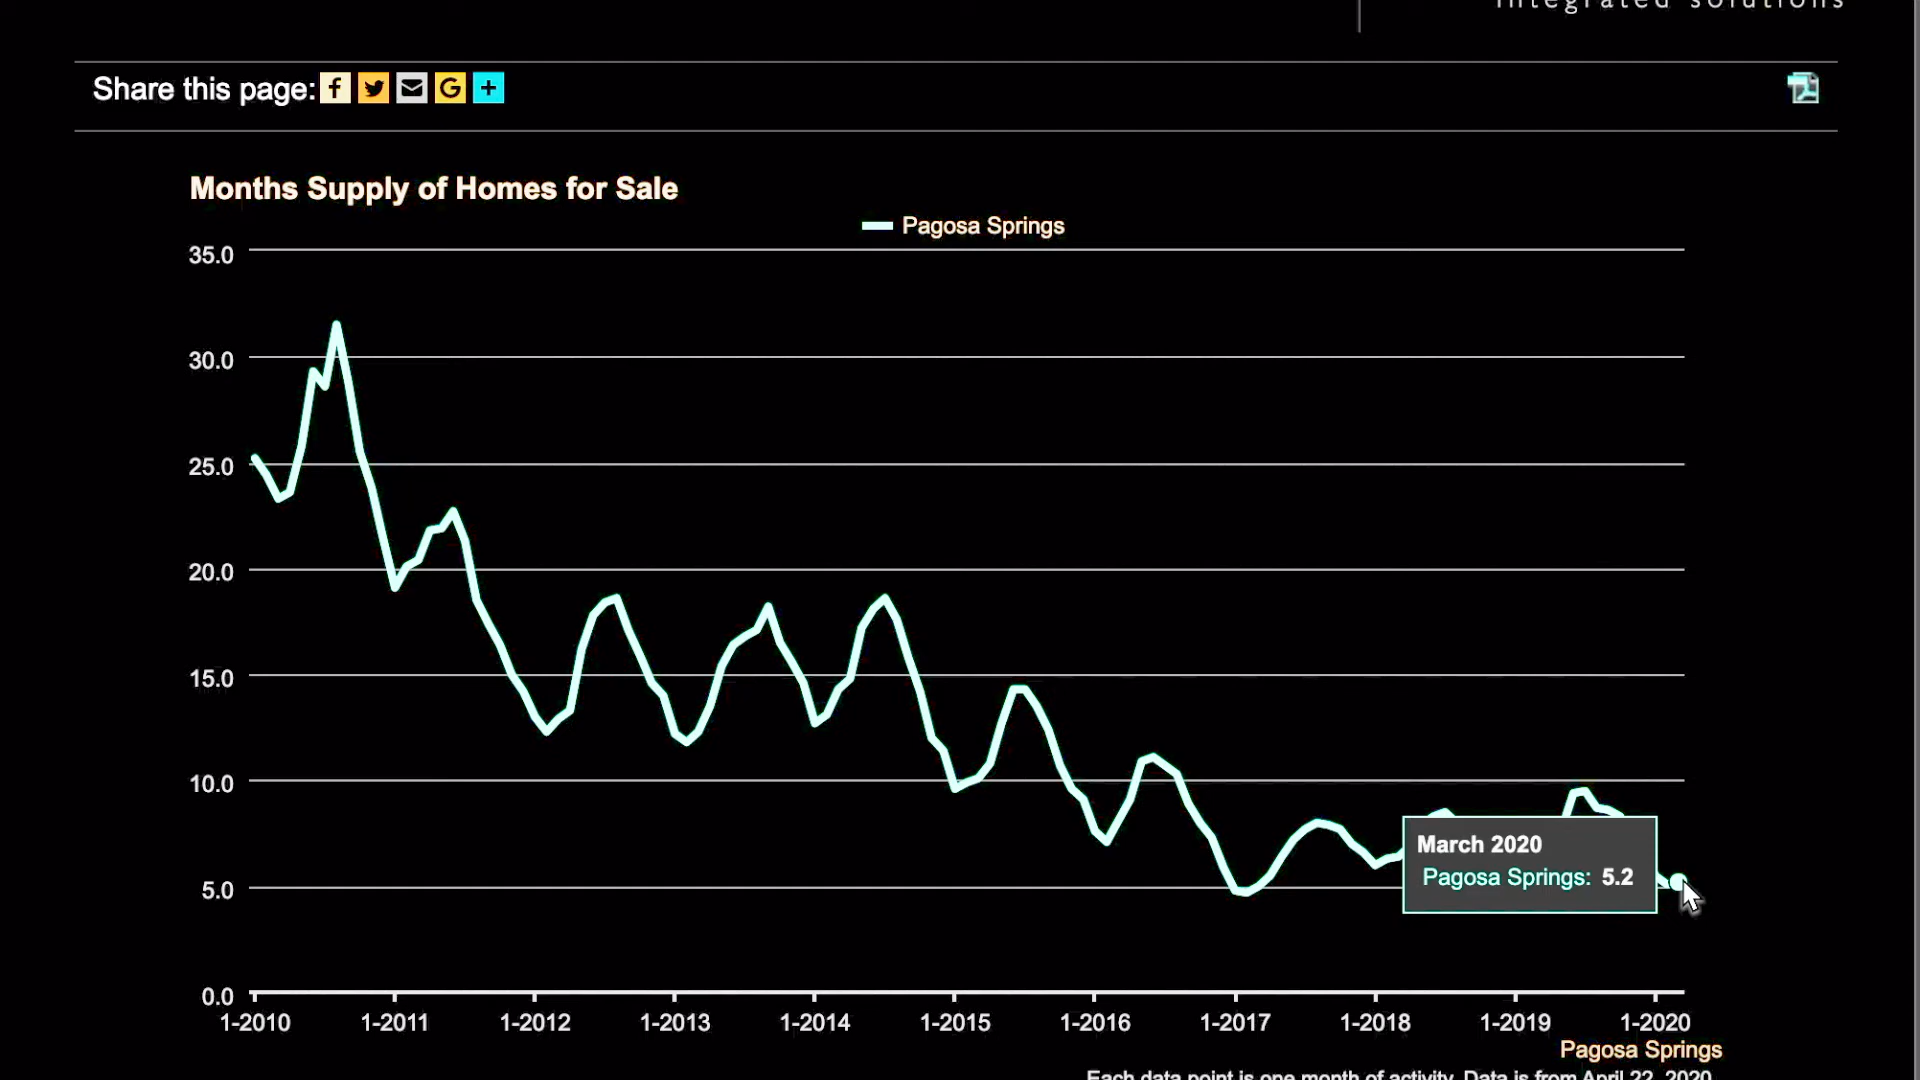 integrated solutions
Share this page:
Months Supply of Homes for Sale
Pagosa Springs
35.0
30.0
25.0
20.0
15.0
10.0
5.0
0.0
March 2020
Pagosa Springs: 5.2
1-2010 1-2011 1-2012 1-2013 1-2014 1-2015 1-2016 1-2017 1-2018 1-2019 1-2020
Pagosa Springs
Each data point is one month of activity. Data is from April 22, 2020.